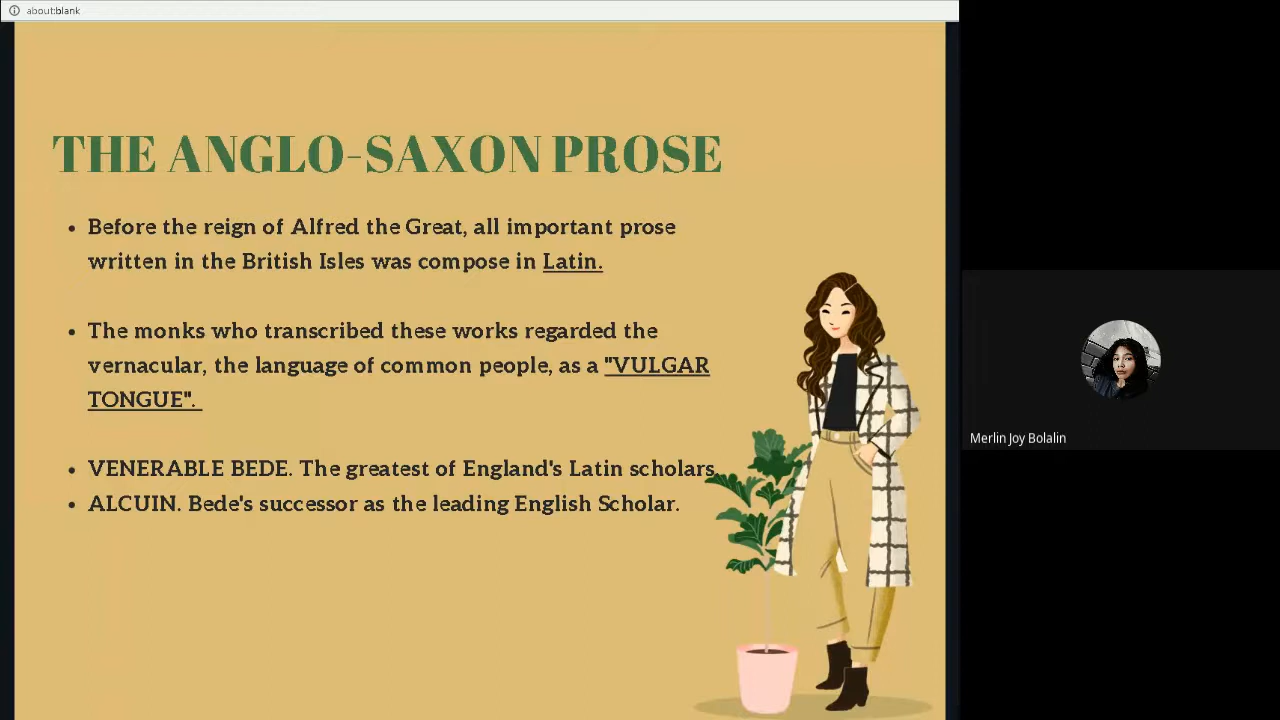 about:blank
THE ANGLO-SAXON PROSE
• Before the reign of Alfred the Great, all important prose
written in the British Isles was compose in Latin.
• The monks who transcribed these works regarded the
vernacular, the language of common people, as a "VULGAR
TONGUE".
• VENERABLE BEDE. The greatest of England's Latin scholars.
• ALCUIN. Bede's successor as the leading English Scholar.
Merlin Joy Bolalin